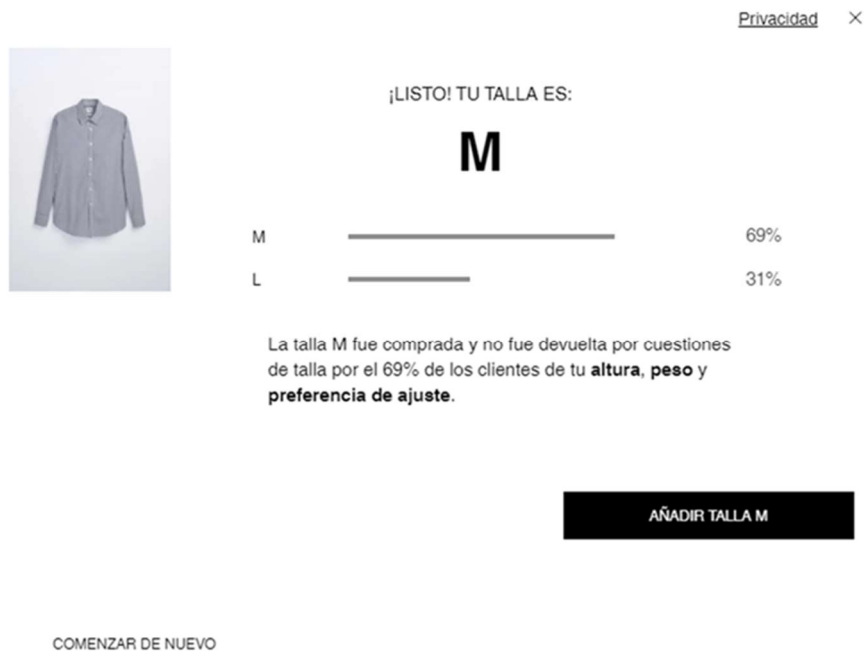 Privacidad
¡LISTO! TU TALLA ES:
M
M 69%
L 31%
La talla M fue comprada y no fue devuelta por cuestiones
de talla por el 69% de los clientes de tu altura, peso y
preferencia de ajuste.
AÑADIR TALLA M
COMENZAR DE NUEVO